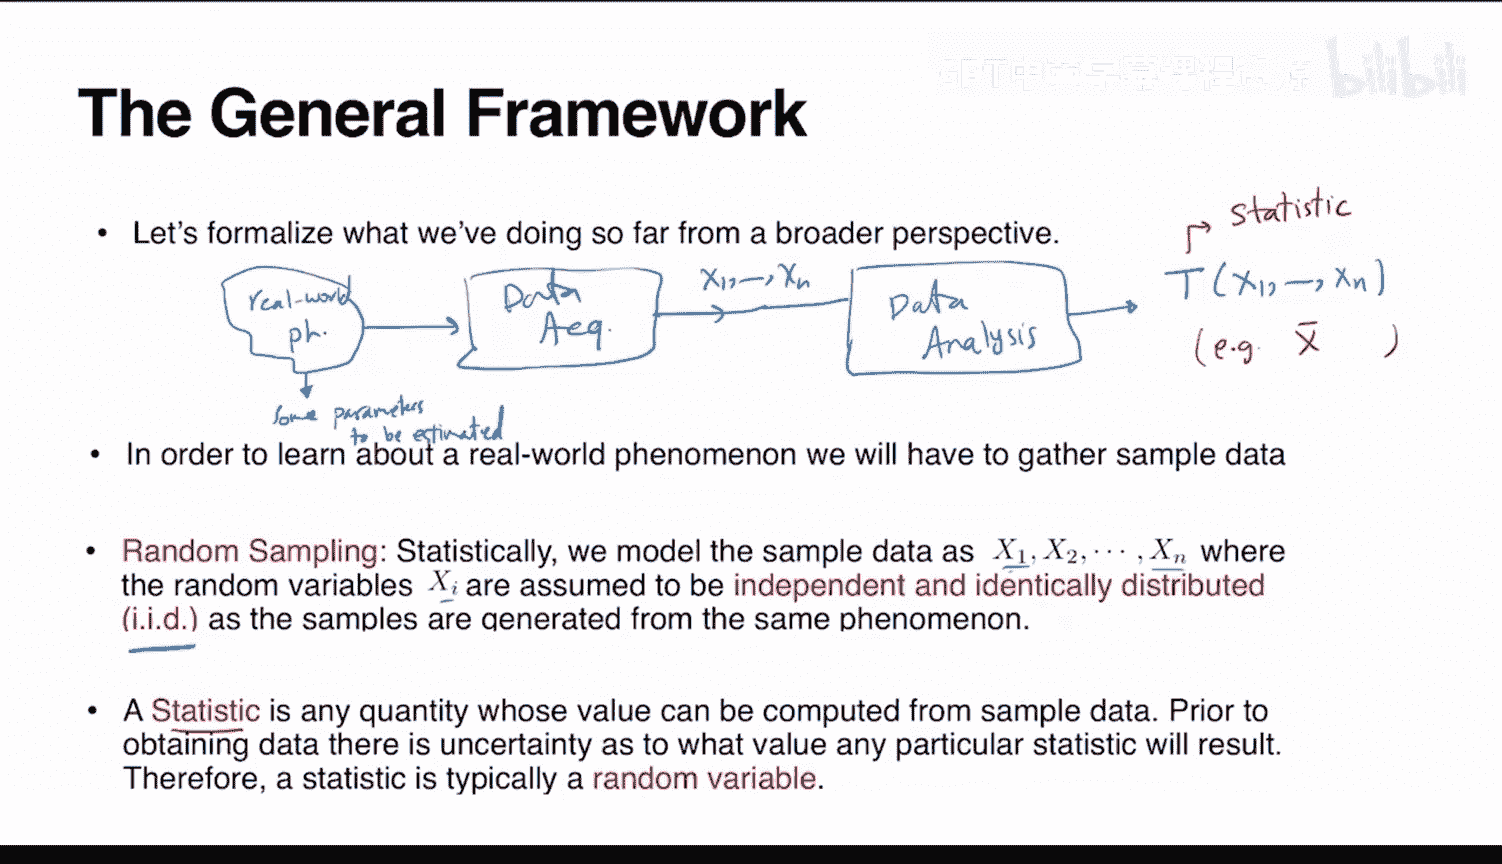 bilibili
The General Framework
statistic
• Let's formalize what we've doing so far from a broader perspective.
real-world ph.
Data Acq.
X1, —, Xn
Data Analysis
T(X1, —, Xn)
(e.g. X̄ )
some parameters
to be estimated
• In order to learn about a real-world phenomenon we will have to gather sample data
• Random Sampling: Statistically, we model the sample data as X1, X2, ⋯ , Xn where
the random variables Xi are assumed to be independent and identically distributed
(i.i.d.) as the samples are generated from the same phenomenon.
• A Statistic is any quantity whose value can be computed from sample data. Prior to
obtaining data there is uncertainty as to what value any particular statistic will result.
Therefore, a statistic is typically a random variable.